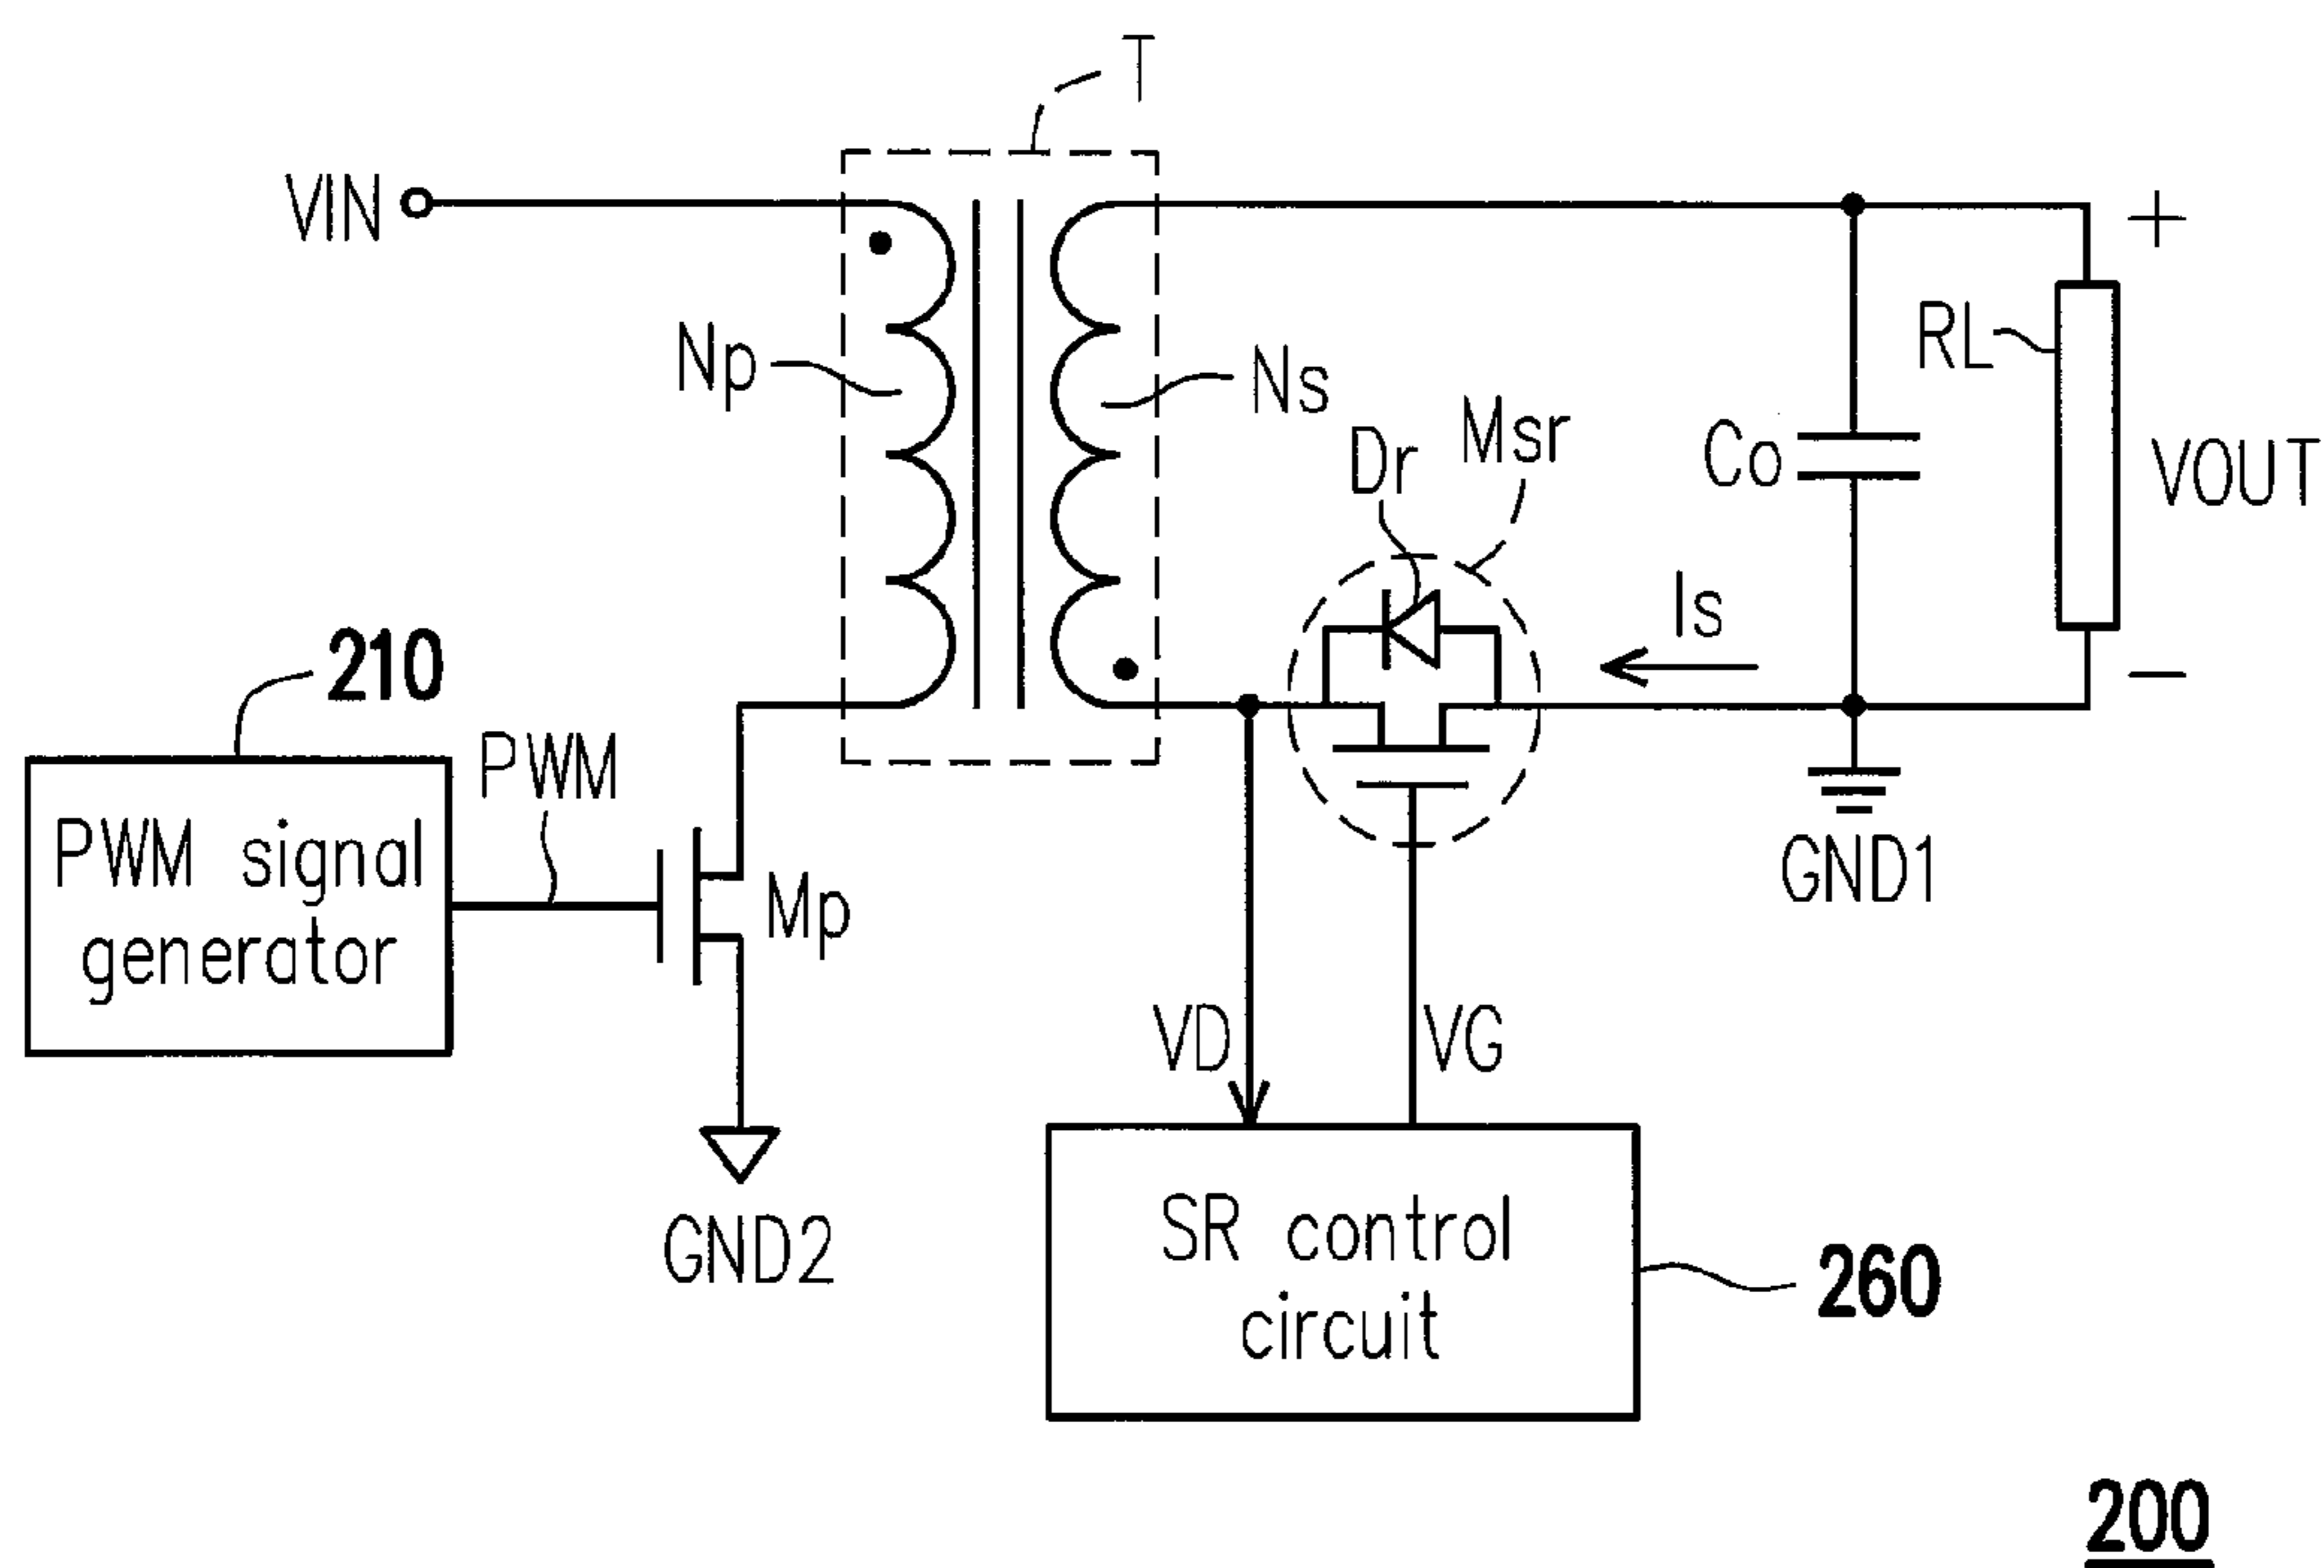 T
VIN
+
Np
Ns
RL
Dr
Msr
Co
VOUT
Is
−
210
PWM
PWM signal
generator
Mp
GND1
VD
VG
GND2
SR control
circuit
260
200